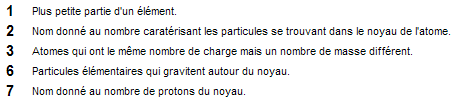 1 Plus petite partie d'un élément.
2 Nom donné au nombre caratérisant les particules se trouvant dans le noyau de l'atome.
3 Atomes qui ont le même nombre de charge mais un nombre de masse différent.
6 Particules élémentaires qui gravitent autour du noyau.
7 Nom donné au nombre de protons du noyau.